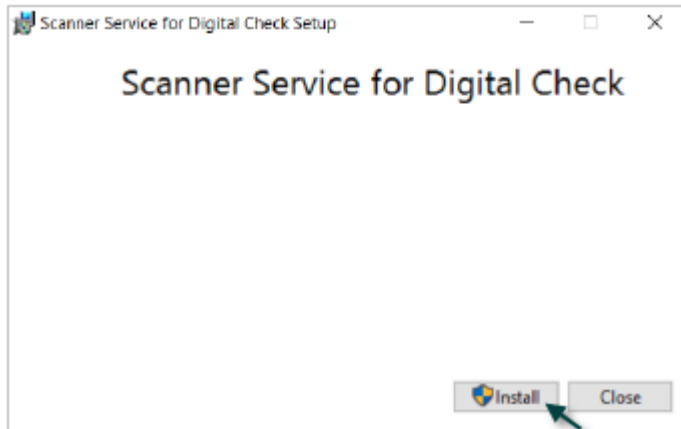 Scanner Service for Digital Check Setup
Scanner Service for Digital Check
Install
Close